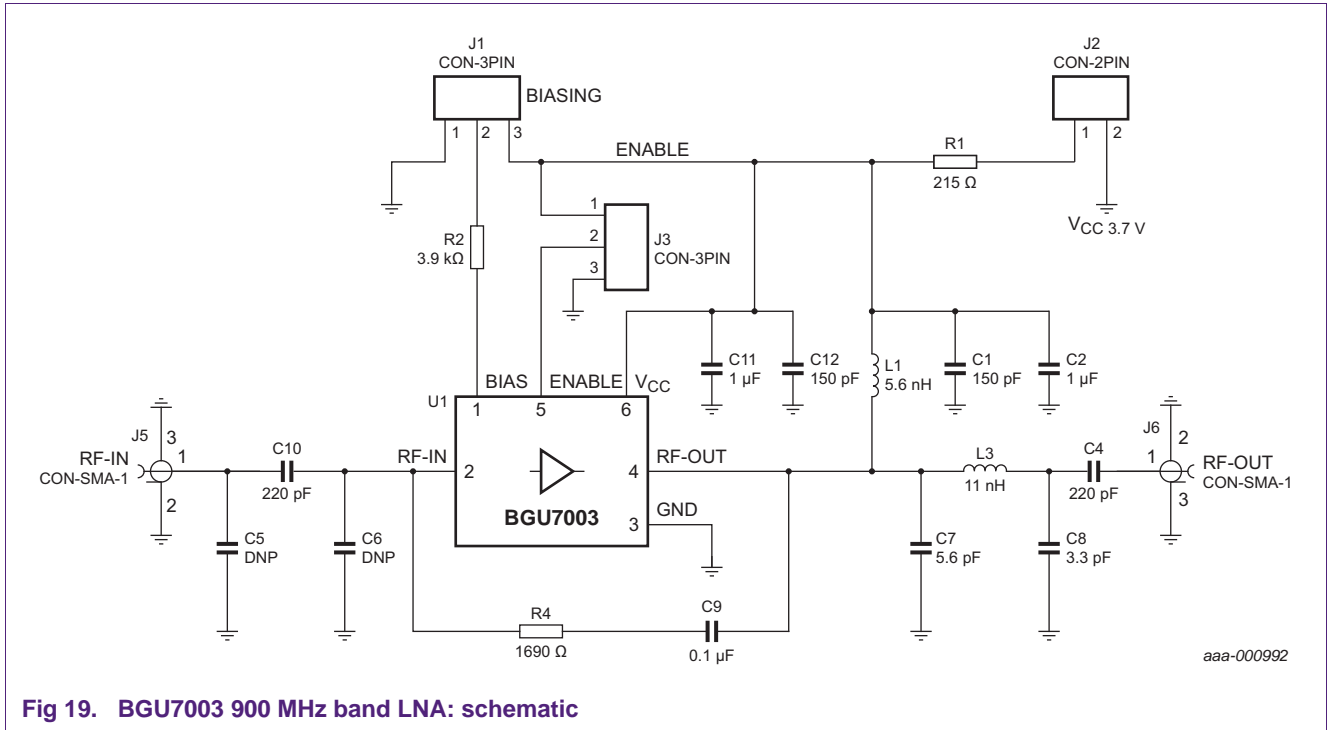 J1
CON-3PIN
BIASING
1 2 3
J2
CON-2PIN
1 2
ENABLE
R1
215 Ω
VCC 3.7 V
R2
3.9 kΩ
1
2
3
J3
CON-3PIN
C11
1 µF
C12
150 pF
L1
5.6 nH
C1
150 pF
C2
1 µF
BIAS ENABLE VCC
U1
1 5 6
J5
3
1
2
RF-IN
CON-SMA-1
C10
220 pF
RF-IN
2
BGU7003
4
RF-OUT
3
GND
L3
11 nH
C4
220 pF
J6
2
1
3
RF-OUT
CON-SMA-1
C5
DNP
C6
DNP
C7
5.6 pF
C8
3.3 pF
R4
1690 Ω
C9
0.1 µF
aaa-000992
Fig 19. BGU7003 900 MHz band LNA: schematic